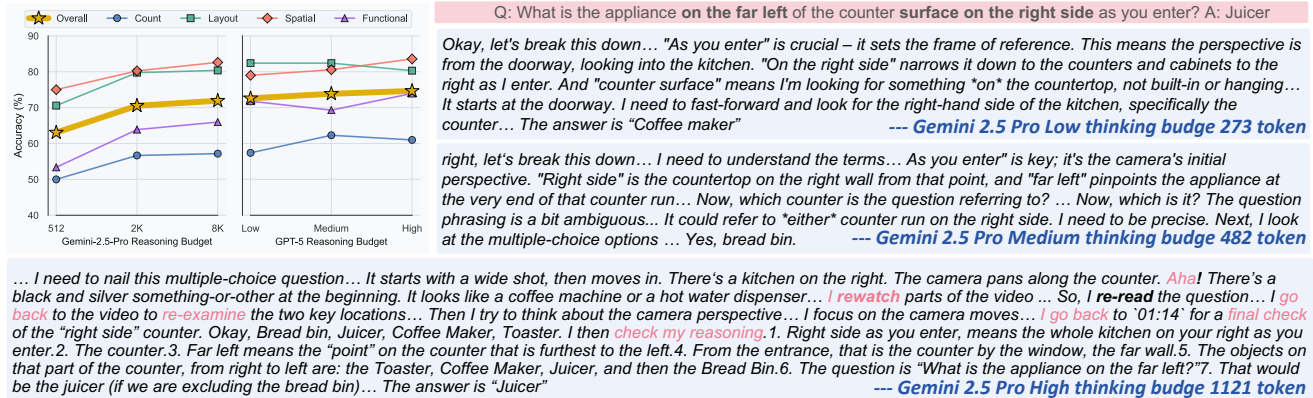 Overall Count Layout Spatial Functional
90
80
70
60
50
40
Accuracy (%)
512 2K 8K
Gemini-2.5-Pro Reasoning Budget
Low Medium High
GPT-5 Reasoning Budget
Q: What is the appliance on the far left of the counter surface on the right side as you enter? A: Juicer
Okay, let's break this down… "As you enter" is crucial – it sets the frame of reference. This means the perspective is
from the doorway, looking into the kitchen. "On the right side" narrows it down to the counters and cabinets to the
right as I enter. And "counter surface" means I'm looking for something *on* the countertop, not built-in or hanging…
It starts at the doorway. I need to fast-forward and look for the right-hand side of the kitchen, specifically the
counter… The answer is “Coffee maker”
--- Gemini 2.5 Pro Low thinking budge 273 token
right, let‘s break this down… I need to understand the terms… As you enter" is key; it's the camera's initial
perspective. "Right side" is the countertop on the right wall from that point, and "far left" pinpoints the appliance at
the very end of that counter run… Now, which counter is the question referring to? … Now, which is it? The question
phrasing is a bit ambiguous... It could refer to *either* counter run on the right side. I need to be precise. Next, I look
at the multiple-choice options … Yes, bread bin.
--- Gemini 2.5 Pro Medium thinking budge 482 token
… I need to nail this multiple-choice question… It starts with a wide shot, then moves in. There‘s a kitchen on the right. The camera pans along the counter. Aha! There’s a
black and silver something-or-other at the beginning. It looks like a coffee machine or a hot water dispenser… I rewatch parts of the video ... So, I re-read the question… I go
back to the video to re-examine the two key locations… Then I try to think about the camera perspective… I focus on the camera moves… I go back to `01:14` for a final check
of the “right side” counter. Okay, Bread bin, Juicer, Coffee Maker, Toaster. I then check my reasoning.1. Right side as you enter, means the whole kitchen on your right as you
enter.2. The counter.3. Far left means the “point” on the counter that is furthest to the left.4. From the entrance, that is the counter by the window, the far wall.5. The objects on
that part of the counter, from right to left are: the Toaster, Coffee Maker, Juicer, and then the Bread Bin.6. The question is “What is the appliance on the far left?”7. That would
be the juicer (if we are excluding the bread bin)… The answer is “Juicer”
--- Gemini 2.5 Pro High thinking budge 1121 token